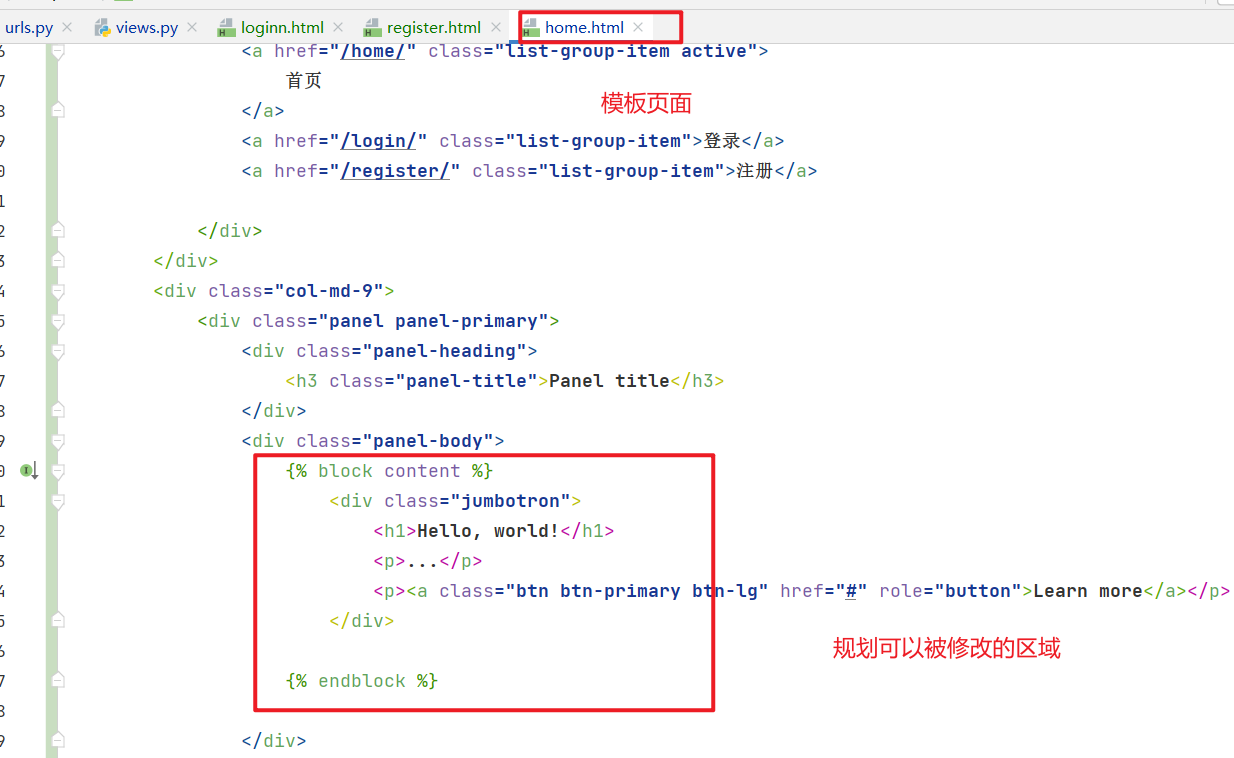 urls.py views.py loginn.html register.html home.html
6 <a href="/home/" class="list-group-item active">
7 首页
模板页面
8 </a>
9 <a href="/login/" class="list-group-item">登录</a>
0 <a href="/register/" class="list-group-item">注册</a>
1
2 </div>
3 </div>
4 <div class="col-md-9">
5 <div class="panel panel-primary">
6 <div class="panel-heading">
7 <h3 class="panel-title">Panel title</h3>
8 </div>
9 <div class="panel-body">
0 {% block content %}
1 <div class="jumbotron">
2 <h1>Hello, world!</h1>
3 <p>...</p>
4 <p><a class="btn btn-primary btn-lg" href="#" role="button">Learn more</a></p>
5 </div>
6 规划可以被修改的区域
7 {% endblock %}
8
9 </div>